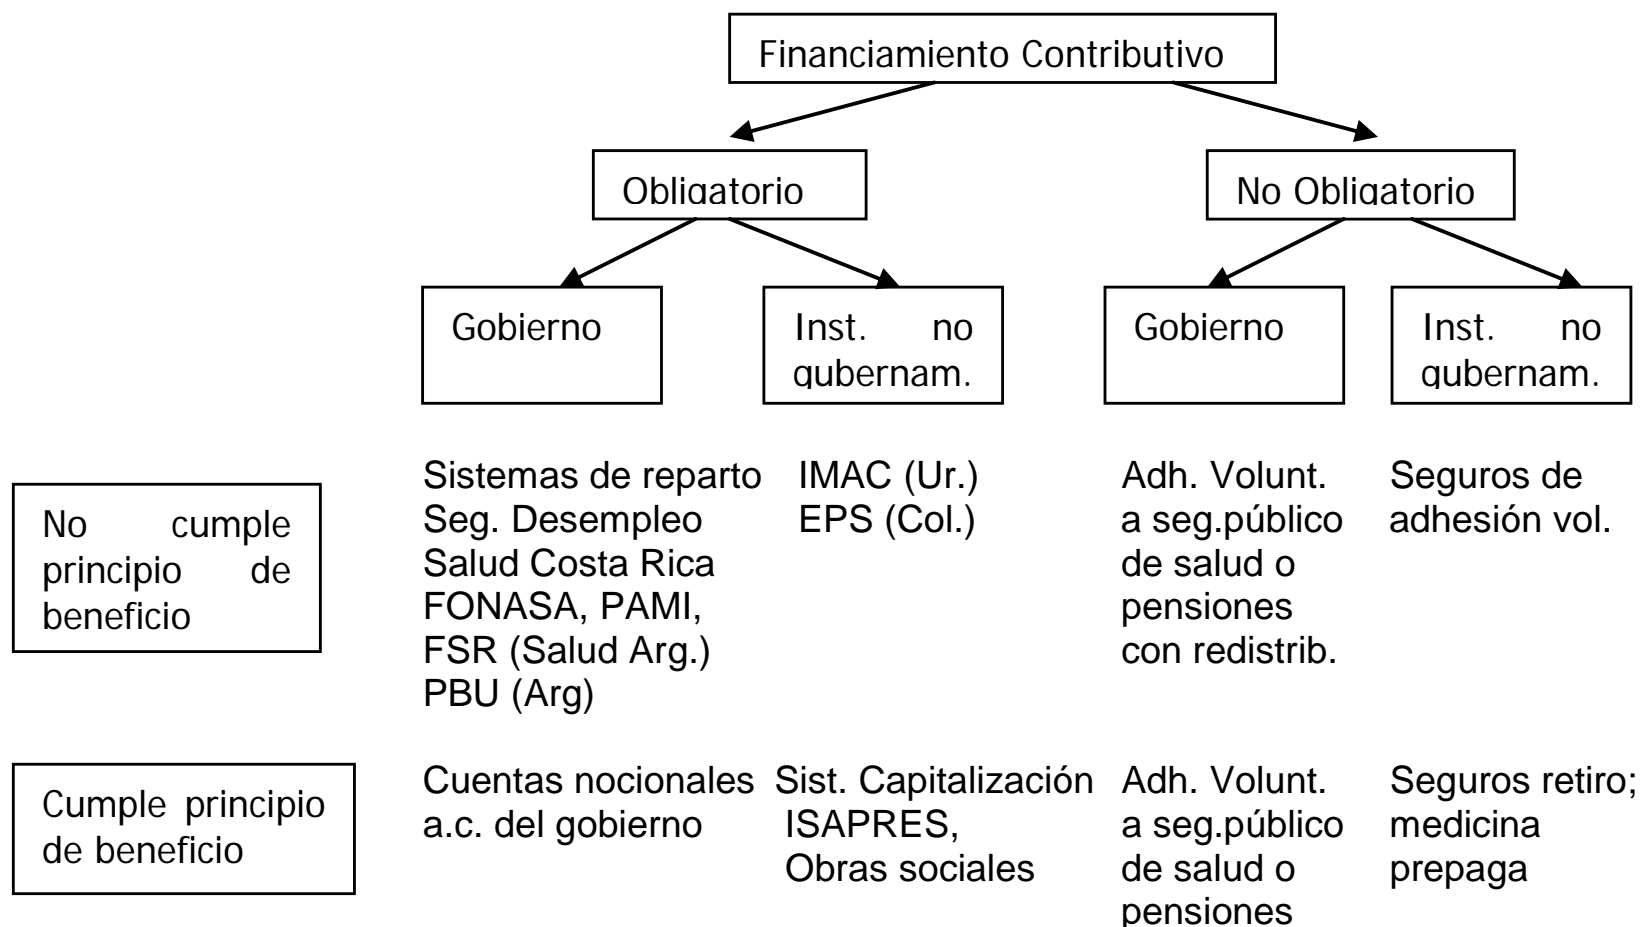 Financiamiento Contributivo
Obligatorio
No Obligatorio
Gobierno
Inst. no
gubernam.
Gobierno
Inst. no
gubernam.
No cumple
principio de
beneficio
Sistemas de reparto
Seg. Desempleo
Salud Costa Rica
FONASA, PAMI,
FSR (Salud Arg.)
PBU (Arg)
IMAC (Ur.)
EPS (Col.)
Adh. Volunt.
a seg.público
de salud o
pensiones
con redistrib.
Seguros de
adhesión vol.
Cumple principio
de beneficio
Cuentas nocionales
a.c. del gobierno
Sist. Capitalización
ISAPRES,
Obras sociales
Adh. Volunt.
a seg.público
de salud o
pensiones
Seguros retiro;
medicina
prepaga